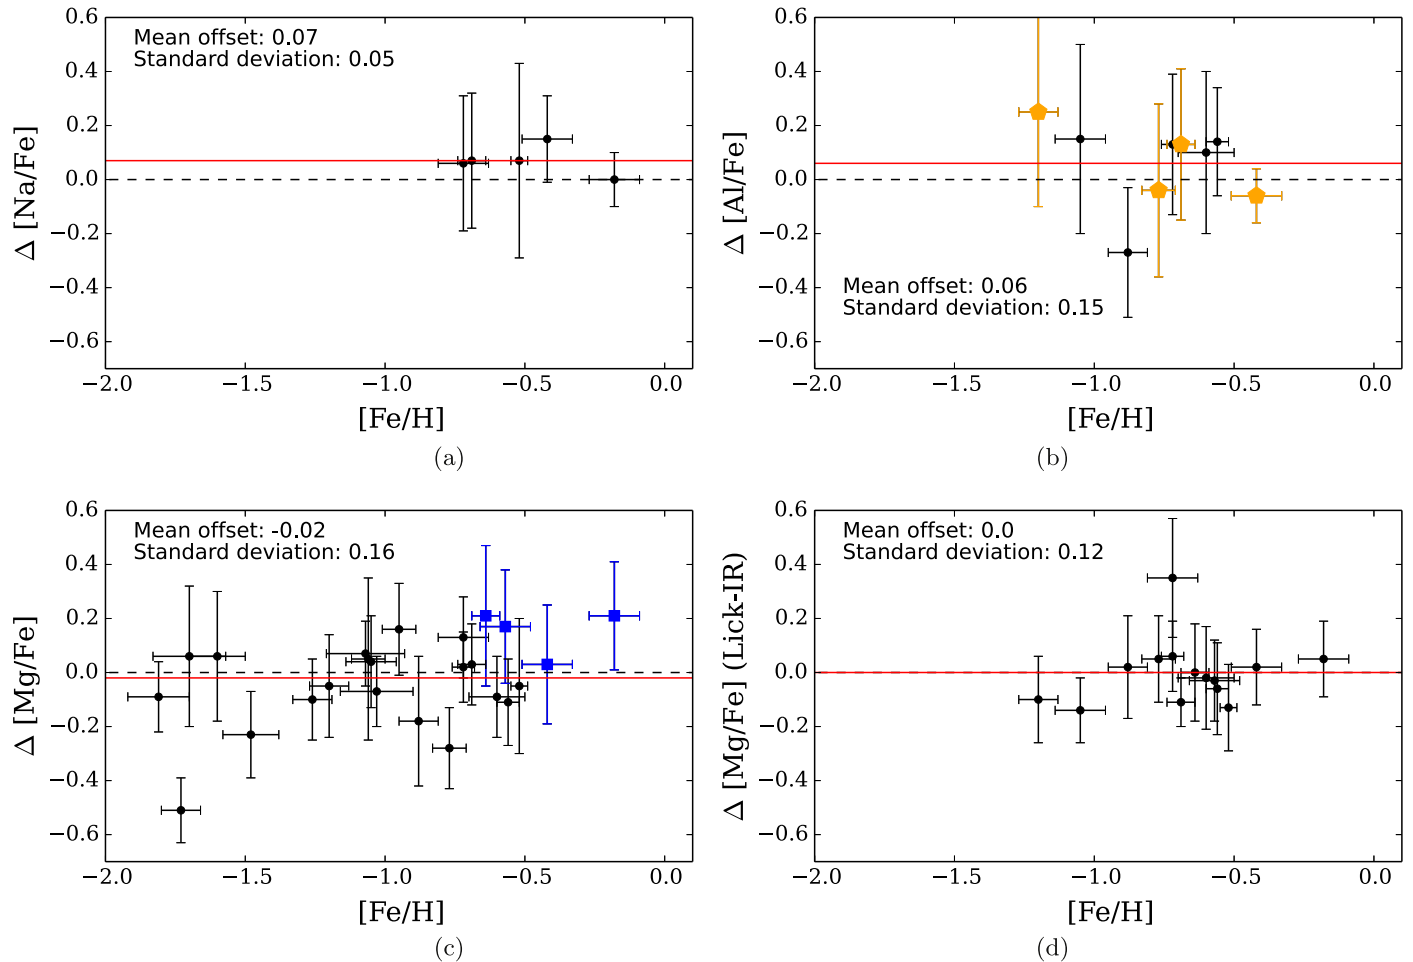 Mean offset: 0.07
Standard deviation: 0.05
0.6
0.4
0.2
0.0
−0.2
−0.4
−0.6
Δ [Na/Fe]
−2.0 −1.5 −1.0 −0.5 0.0
[Fe/H]
(a)
Mean offset: 0.06
Standard deviation: 0.15
0.6
0.4
0.2
0.0
−0.2
−0.4
−0.6
Δ [Al/Fe]
−2.0 −1.5 −1.0 −0.5 0.0
[Fe/H]
(b)
Mean offset: -0.02
Standard deviation: 0.16
0.6
0.4
0.2
0.0
−0.2
−0.4
−0.6
Δ [Mg/Fe]
−2.0 −1.5 −1.0 −0.5 0.0
[Fe/H]
(c)
Mean offset: 0.0
Standard deviation: 0.12
0.6
0.4
0.2
0.0
−0.2
−0.4
−0.6
Δ [Mg/Fe] (Lick-IR)
−2.0 −1.5 −1.0 −0.5 0.0
[Fe/H]
(d)